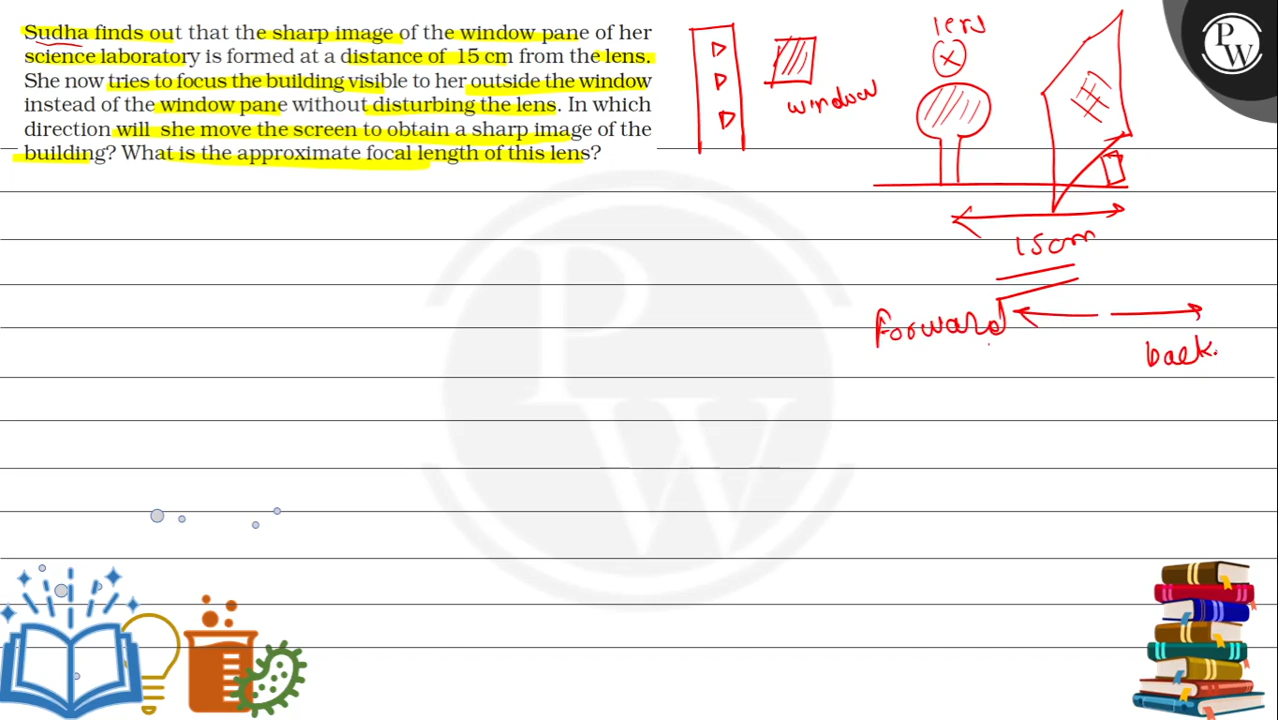 Sudha finds out that the sharp image of the window pane of her
science laboratory is formed at a distance of 15 cm from the lens.
She now tries to focus the building visible to her outside the window
instead of the window pane without disturbing the lens. In which
direction will she move the screen to obtain a sharp image of the
building? What is the approximate focal length of this lens?
lens
window
15cm
Forward
back.
PW
PW